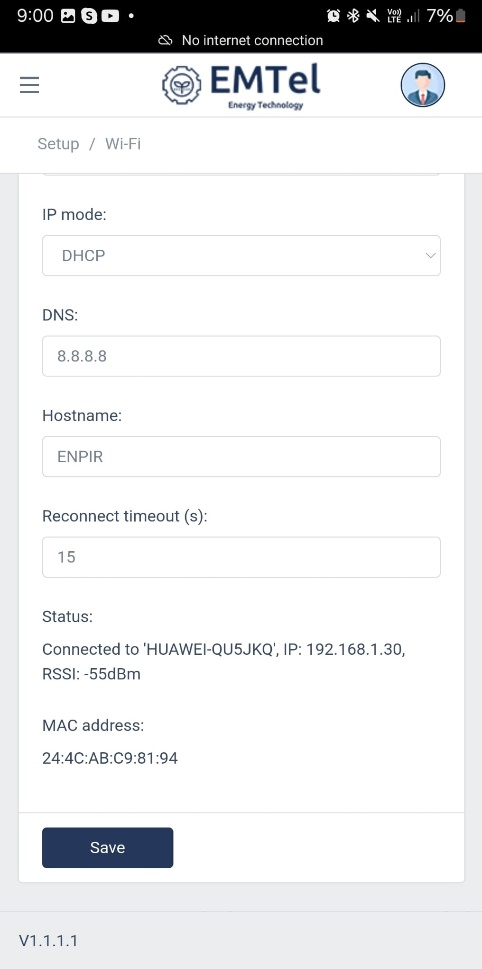 9:00 7%
No internet connection
EMTel
Energy Technology
Setup / Wi-Fi
IP mode:
DHCP
DNS:
8.8.8.8
Hostname:
ENPIR
Reconnect timeout (s):
15
Status:
Connected to 'HUAWEI-QU5JKQ', IP: 192.168.1.30,
RSSI: -55dBm
MAC address:
24:4C:AB:C9:81:94
Save
V1.1.1.1